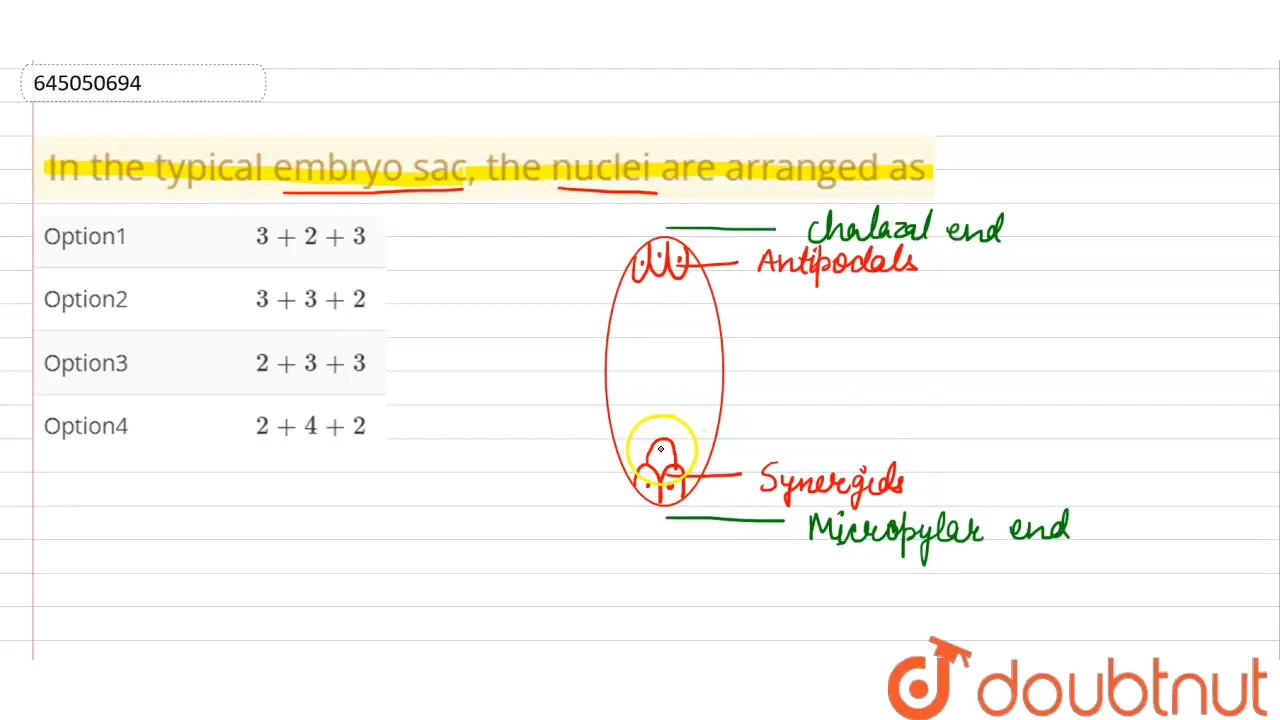 645050694
In the typical embryo sac, the nuclei are arranged as
Option1 3 + 2 + 3
Option2 3 + 3 + 2
Option3 2 + 3 + 3
Option4 2 + 4 + 2
Chalazal end
Antipodals
Synergids
Micropylar end
doubtnut